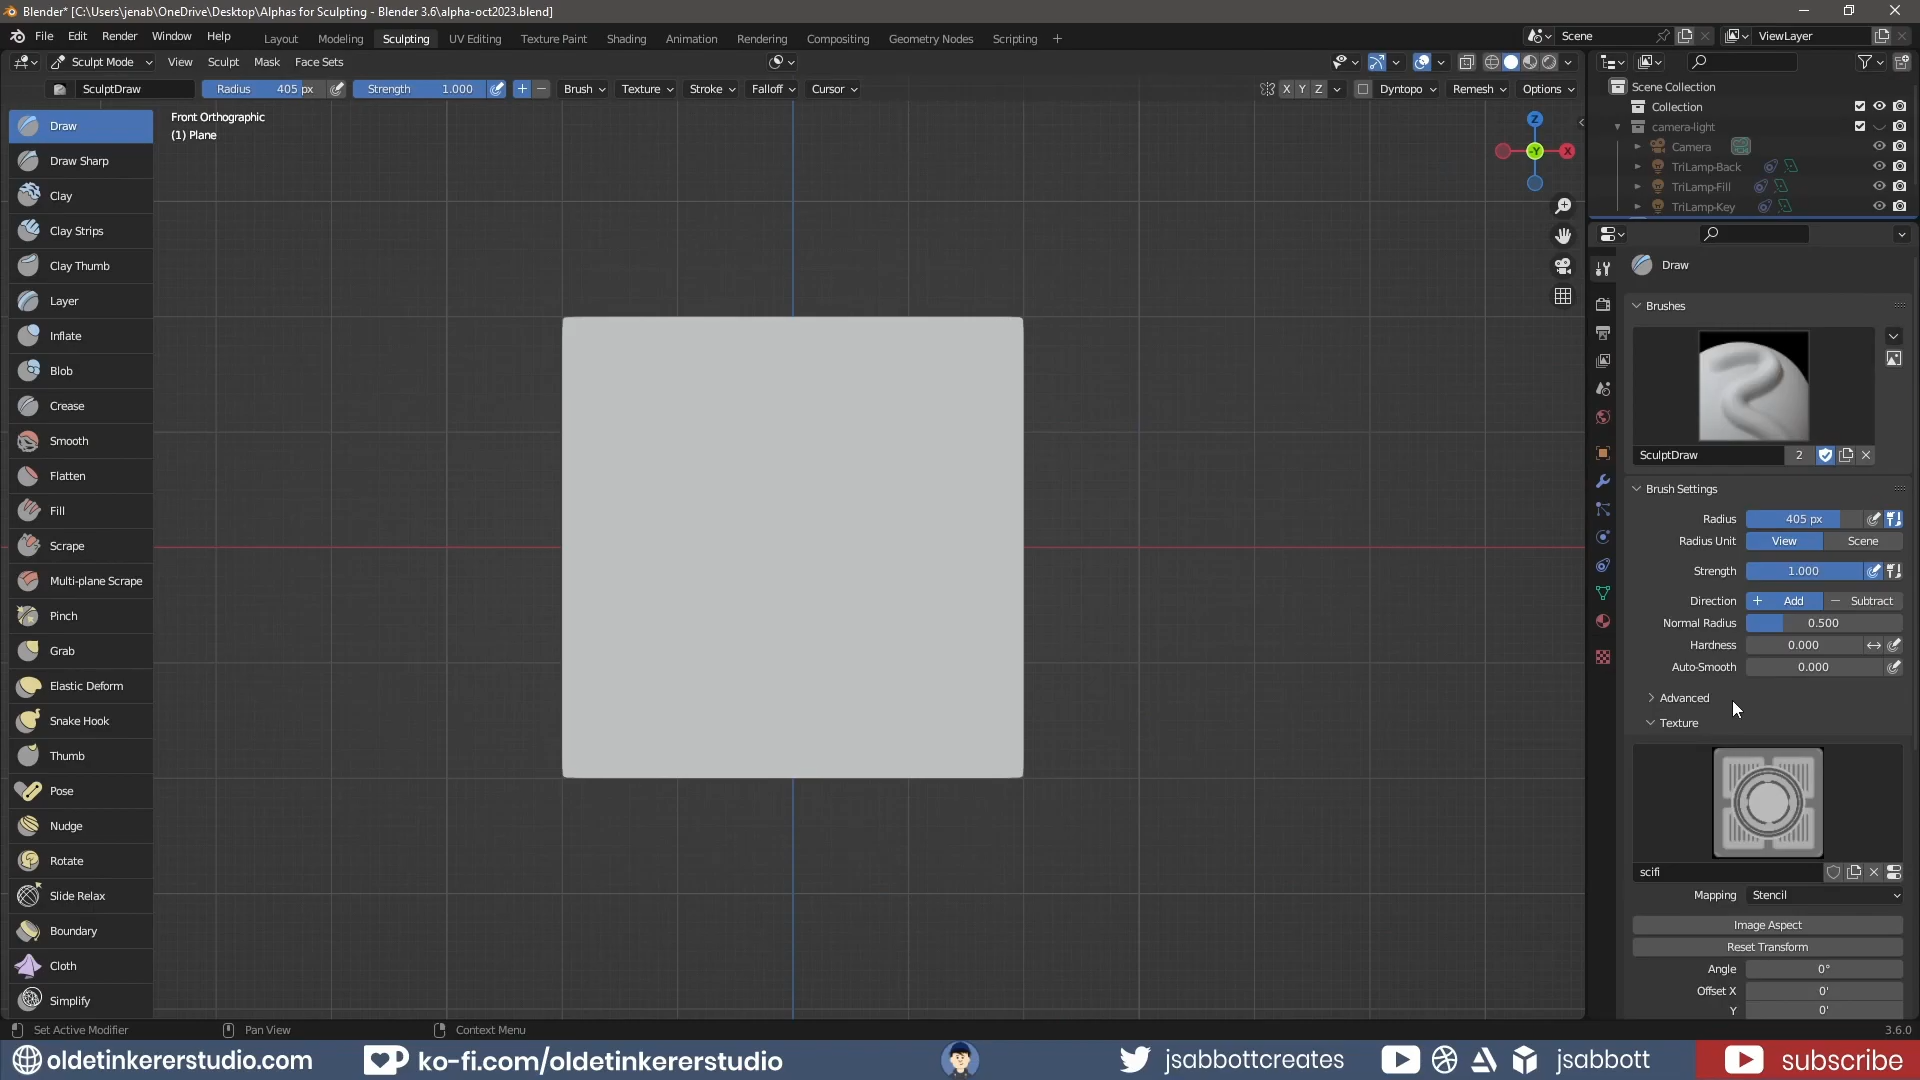 Blender* [C:\Users\jenab\OneDrive\Desktop\Alphas for Sculpting - Blender 3.6\alpha-oct2023.blend]
File Edit Render Window Help Layout Modeling Sculpting UV Editing Texture Paint Shading Animation Rendering Compositing Geometry Nodes Scripting + Scene ViewLayer
Sculpt Mode View Sculpt Mask Face Sets
SculptDraw Radius 405 px Strength 1.000 + − Brush Texture Stroke Falloff Cursor X Y Z Dyntopo Remesh Options
Front Orthographic
(1) Plane
Z
-Y
X
Draw
Draw Sharp
Clay
Clay Strips
Clay Thumb
Layer
Inflate
Blob
Crease
Smooth
Flatten
Fill
Scrape
Multi-plane Scrape
Pinch
Grab
Elastic Deform
Snake Hook
Thumb
Pose
Nudge
Rotate
Slide Relax
Boundary
Cloth
Simplify
Scene Collection
Collection
camera-light
Camera
TriLamp-Back
TriLamp-Fill
TriLamp-Key
Draw
Brushes
SculptDraw 2
Brush Settings
Radius 405 px
Radius Unit View Scene
Strength 1.000
Direction + Add − Subtract
Normal Radius 0.500
Hardness 0.000
Auto-Smooth 0.000
Advanced
Texture
scifi
Mapping Stencil
Image Aspect
Reset Transform
Angle 0°
Offset X 0'
Y 0'
Set Active Modifier Pan View Context Menu 3.6.0
oldetinkererstudio.com ko-fi.com/oldetinkererstudio jsabbottcreates jsabbott subscribe